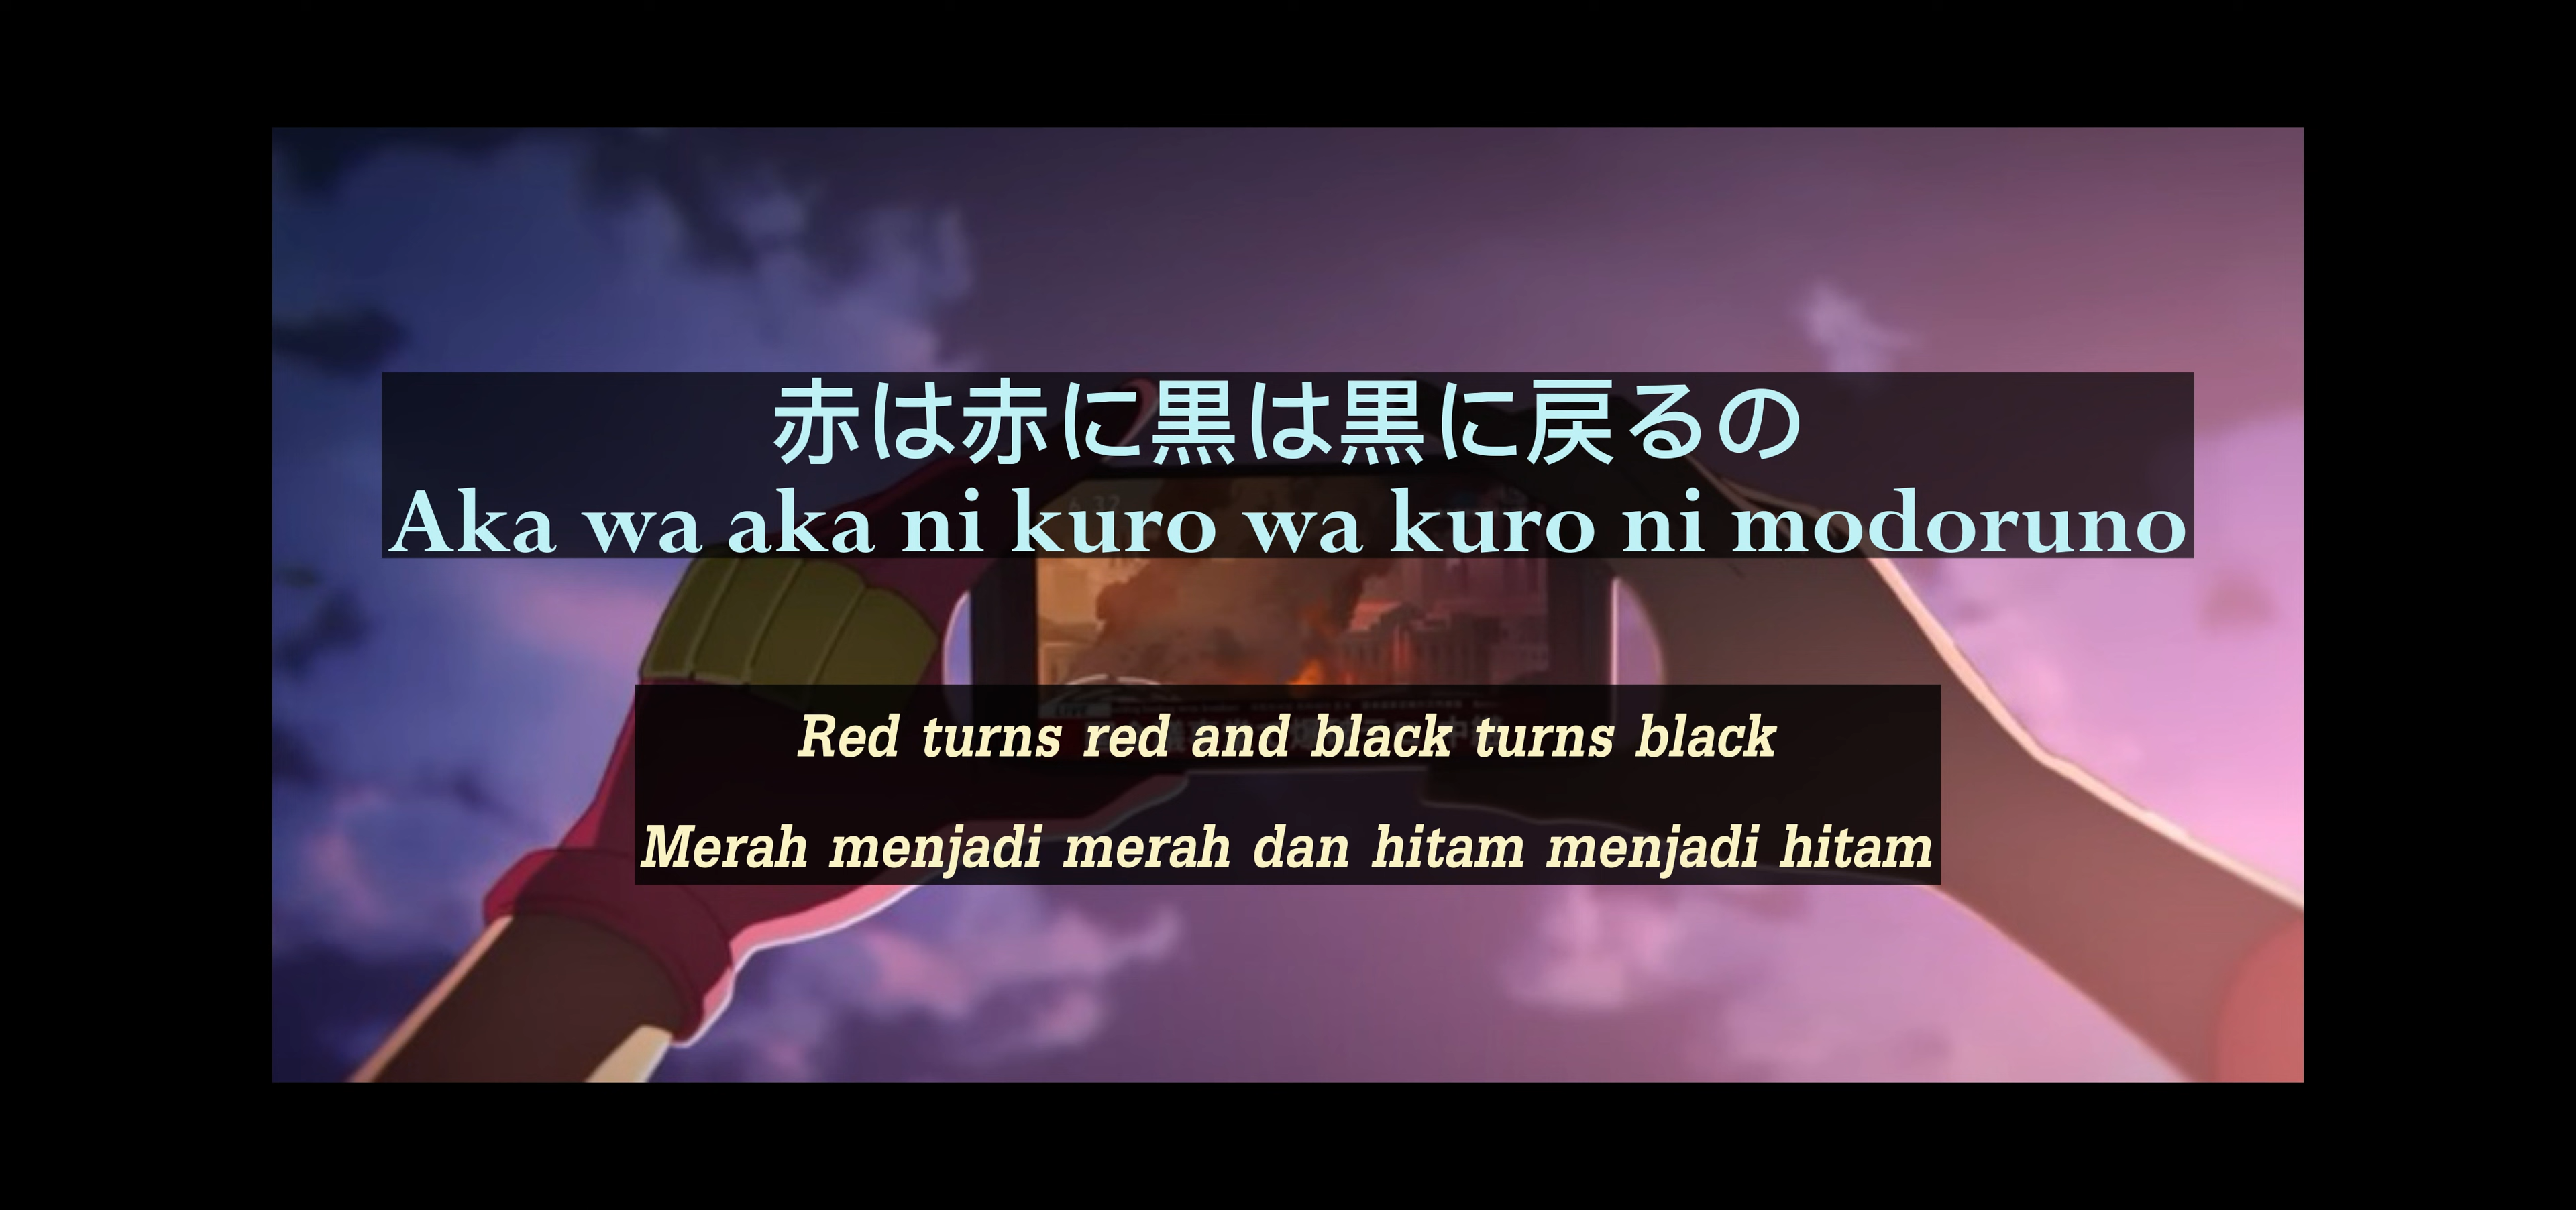 赤は赤に黒は黒に戻るの
Aka wa aka ni kuro wa kuro ni modoruno
Red turns red and black turns black
Merah menjadi merah dan hitam menjadi hitam